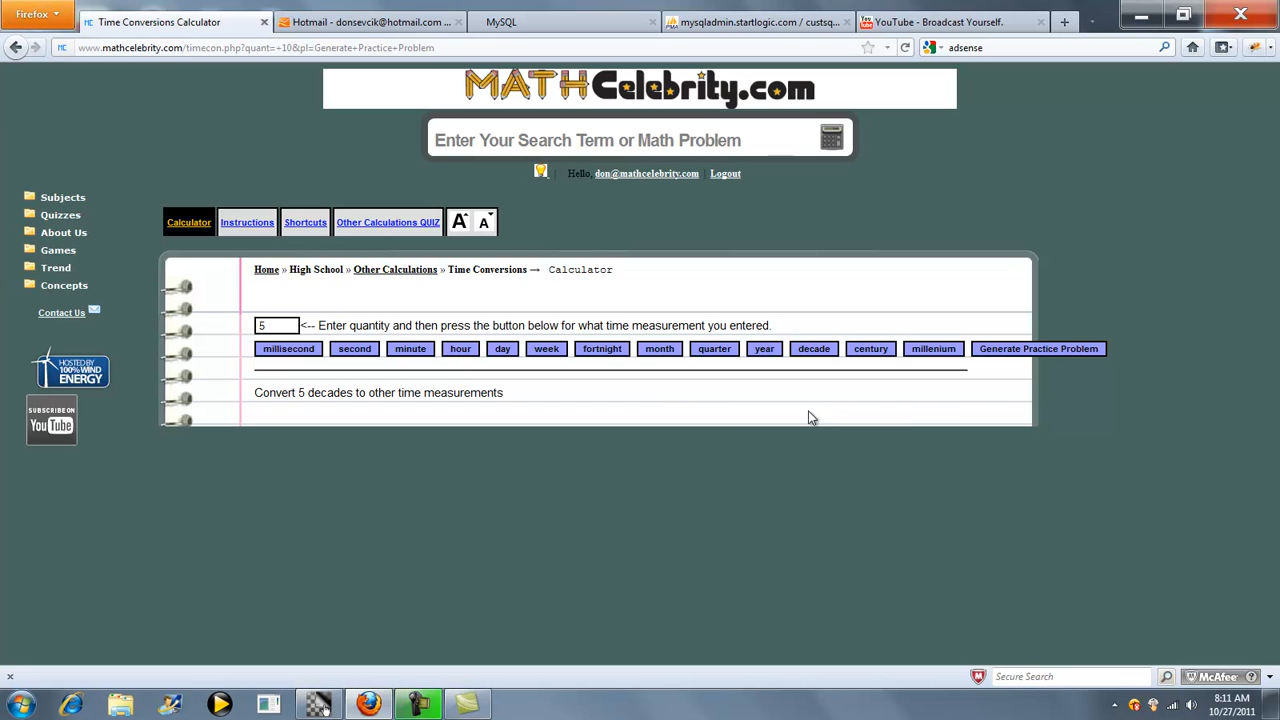 Firefox
Time Conversions Calculator
Hotmail - donsevcik@hotmail.com ...
MySQL
mysqladmin.startlogic.com / custsq...
YouTube - Broadcast Yourself.
www.mathcelebrity.com/timecon.php?quant=+10&pl=Generate+Practice+Problem
adsense
MATHCelebrity.com
Enter Your Search Term or Math Problem
| Hello, don@mathcelebrity.com | Logout
Subjects
Quizzes
About Us
Games
Trend
Concepts
Contact Us
HOSTED BY
100% WIND
ENERGY
SUBSCRIBE ON
YouTube
Calculator Instructions Shortcuts Other Calculations QUIZ A A
Home » High School » Other Calculations » Time Conversions → Calculator
5 <-- Enter quantity and then press the button below for what time measurement you entered.
millisecond second minute hour day week fortnight month quarter year decade century millenium Generate Practice Problem
Convert 5 decades to other time measurements
Secure Search
McAfee
8:11 AM
10/27/2011